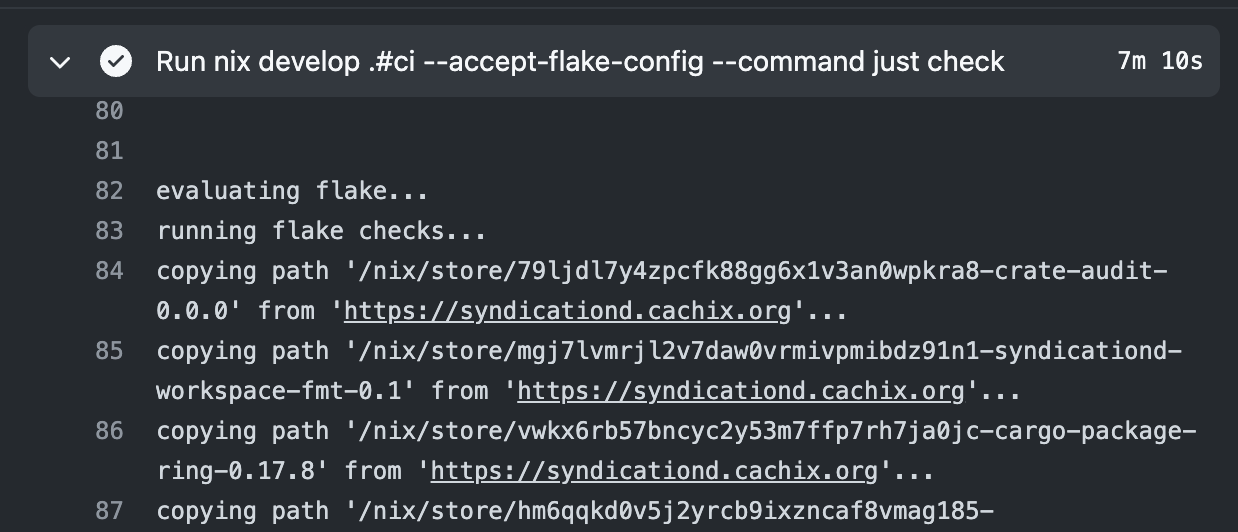 Run nix develop .#ci --accept-flake-config --command just check 7m 10s
80
81
82 evaluating flake...
83 running flake checks...
84 copying path '/nix/store/79ljdl7y4zpcfk88gg6x1v3an0wpkra8-crate-audit-
0.0.0' from 'https://syndicationd.cachix.org'...
85 copying path '/nix/store/mgj7lvmrjl2v7daw0vrmivpmibdz91n1-syndicationd-
workspace-fmt-0.1' from 'https://syndicationd.cachix.org'...
86 copying path '/nix/store/vwkx6rb57bncyc2y53m7ffp7rh7ja0jc-cargo-package-
ring-0.17.8' from 'https://syndicationd.cachix.org'...
87 copying path '/nix/store/hm6qqkd0v5j2yrcb9ixzncaf8vmag185-